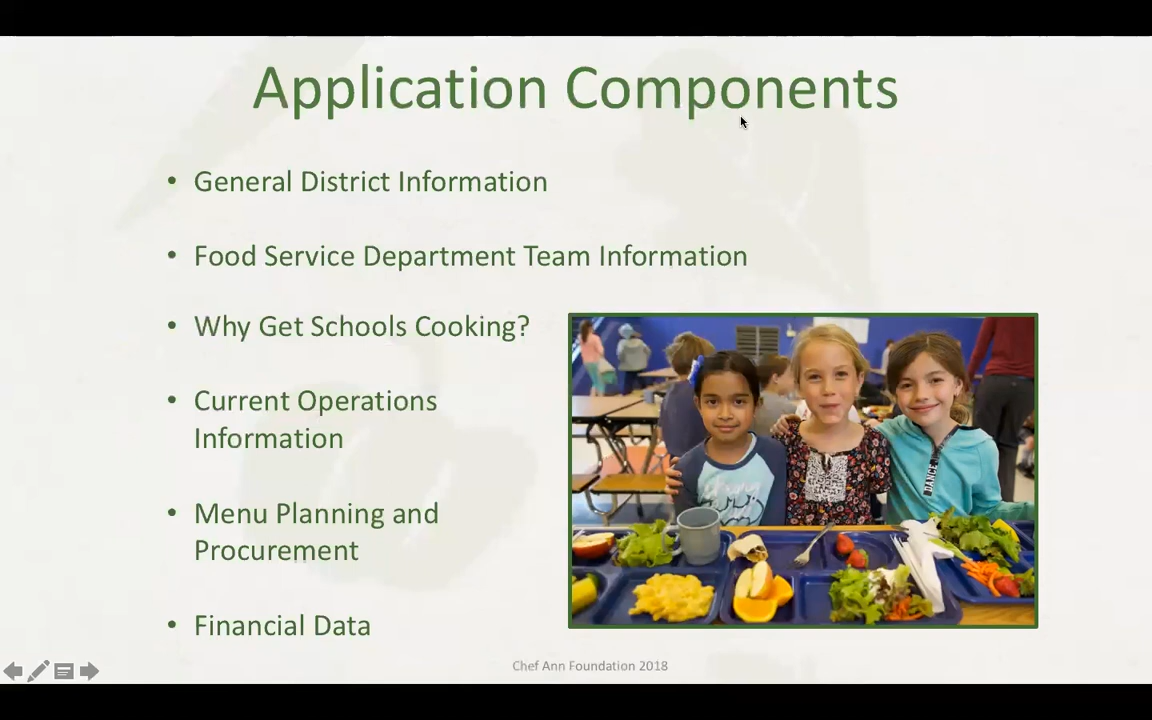 Application Components
• General District Information
• Food Service Department Team Information
• Why Get Schools Cooking?
• Current Operations
Information
• Menu Planning and
Procurement
• Financial Data
DANCE
Chef Ann Foundation 2018